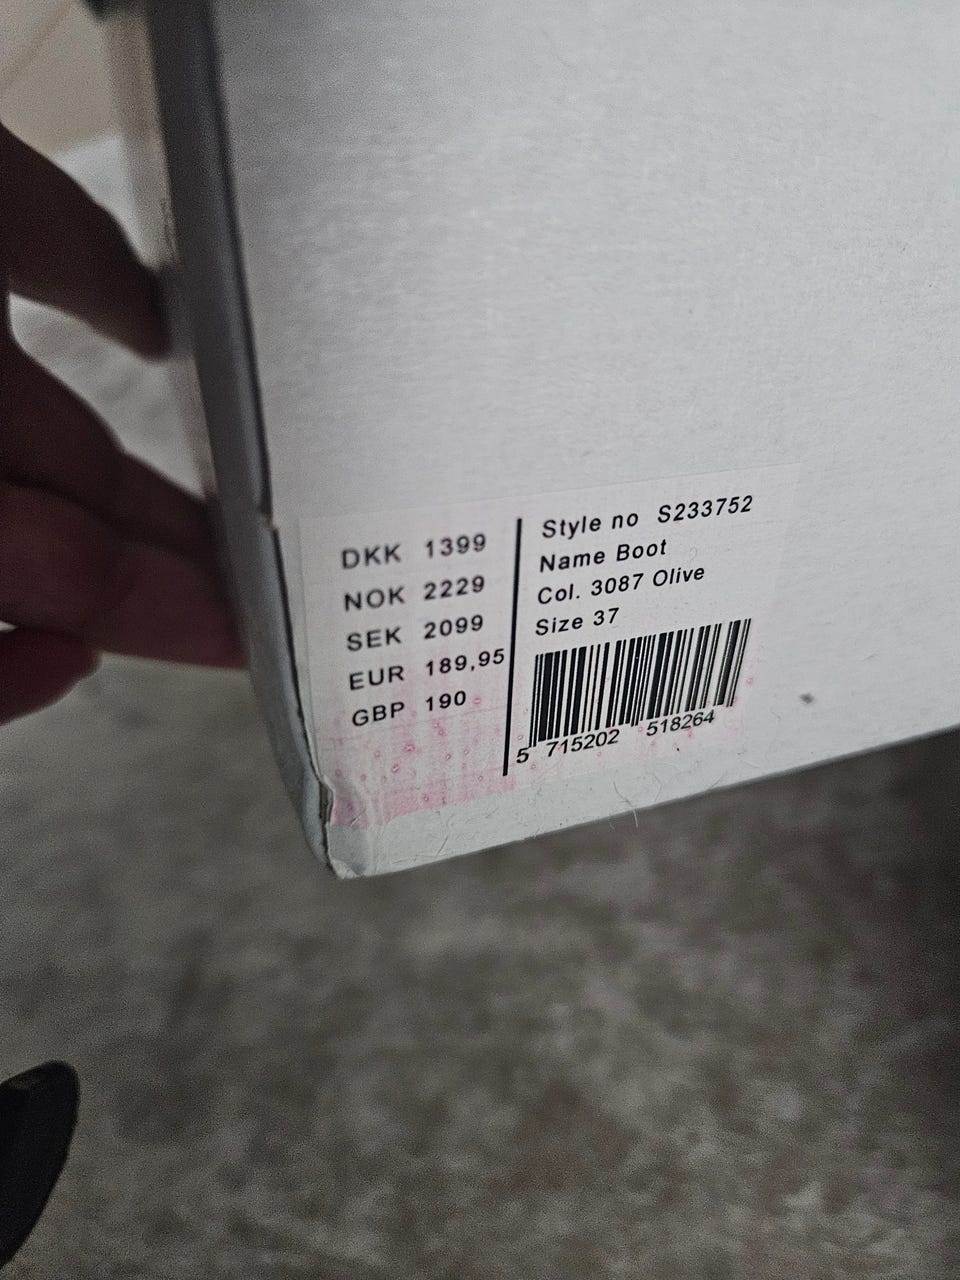 DKK 1399
NOK 2229
SEK 2099
EUR 189,95
GBP 190
Style no S233752
Name Boot
Col. 3087 Olive
Size 37
5 715202 518264